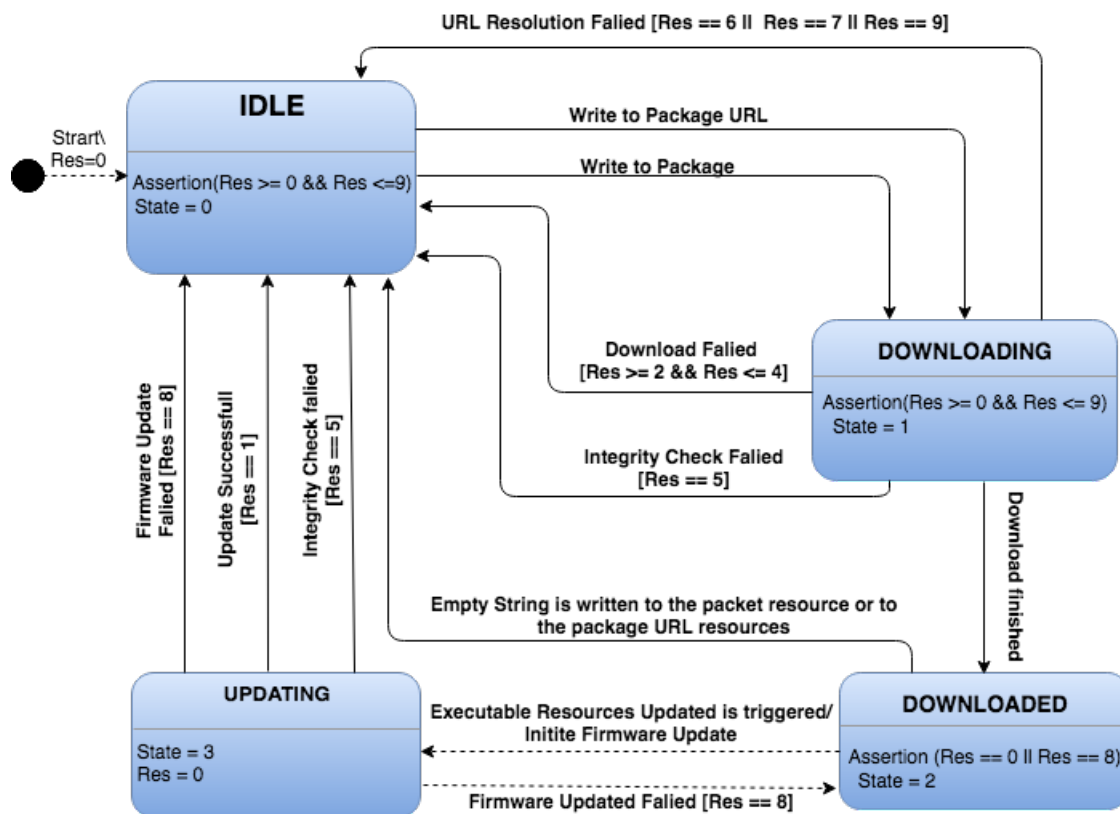 URL Resolution Falied [Res == 6 ll  Res == 7 ll Res == 9]
IDLE
Strart\
Res=0
Assertion(Res >= 0 && Res <=9)
State = 0
Write to Package URL
Write to Package
Download Falied
[Res >= 2 && Res <= 4]
DOWNLOADING
Assertion(Res >= 0 && Res <= 9)
State = 1
Integrity Check Falied
[Res == 5]
Firmware Update
Falied [Res == 8]
Update Successfull
[Res == 1]
Integrity Check falied
[Res == 5]
Download finished
Empty String is written to the packet resource or to
the package URL resources
UPDATING
State = 3
Res = 0
Executable Resources Updated is triggered/
Initite Firmware Update
DOWNLOADED
Assertion (Res == 0 ll Res == 8)
State = 2
Firmware Updated Falied [Res == 8]